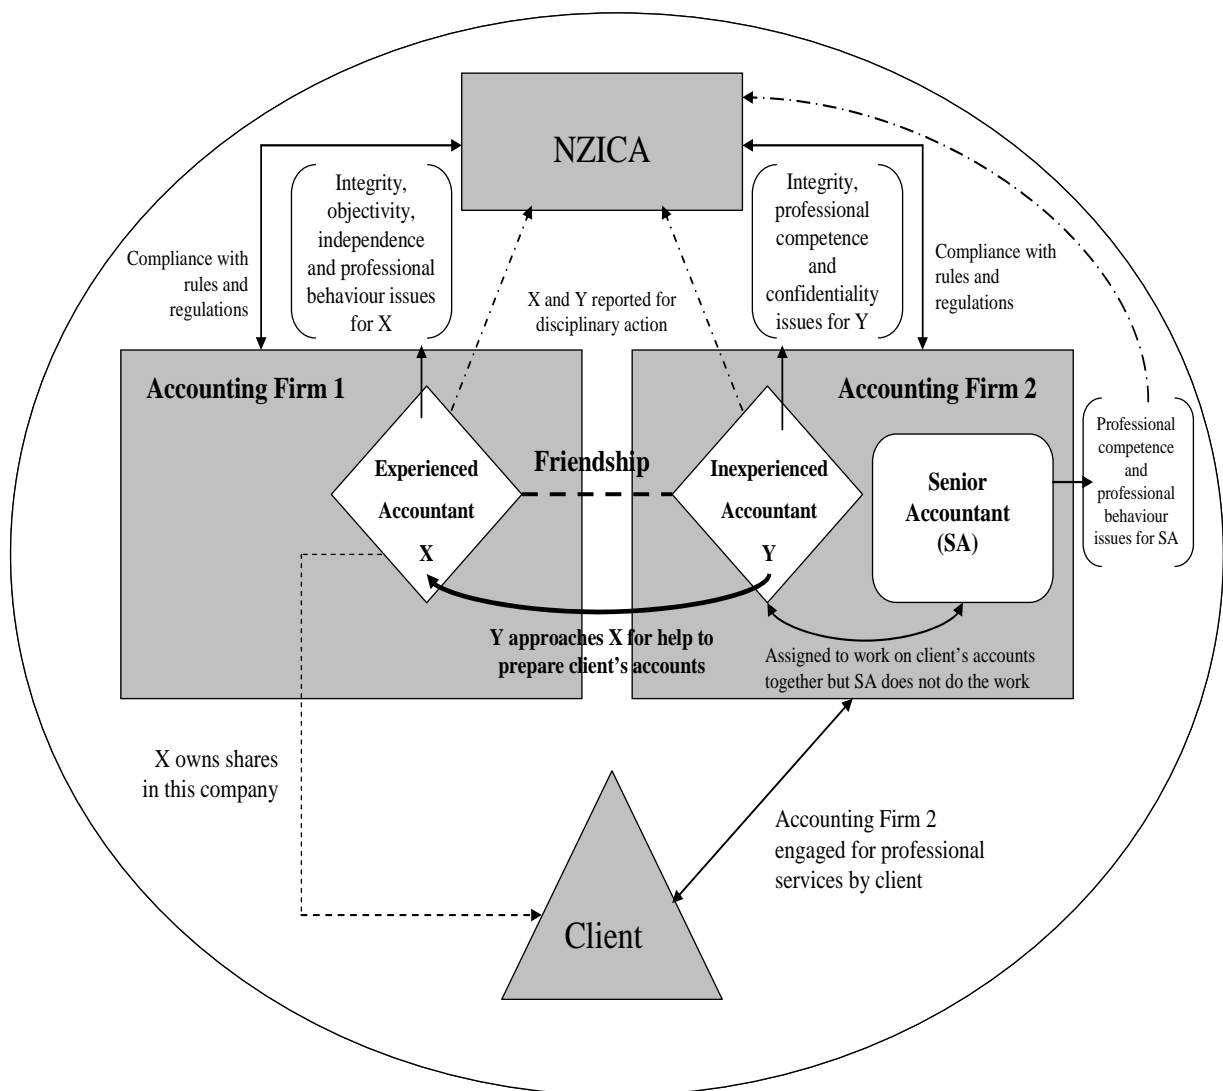 NZICA
Integrity,
objectivity,
independence
and professional
behaviour issues
for X
Integrity,
professional
competence
and
confidentiality
issues for Y
Compliance with
rules and
regulations
X and Y reported for
disciplinary action
Compliance with
rules and
regulations
Accounting Firm 1
Accounting Firm 2
Experienced
Accountant
X
Friendship
Inexperienced
Accountant
Y
Senior
Accountant
(SA)
Professional
competence
and
professional
behaviour
issues for SA
Y approaches X for help to
prepare client's accounts
Assigned to work on client's accounts
together but SA does not do the work
X owns shares
in this company
Accounting Firm 2
engaged for professional
services by client
Client